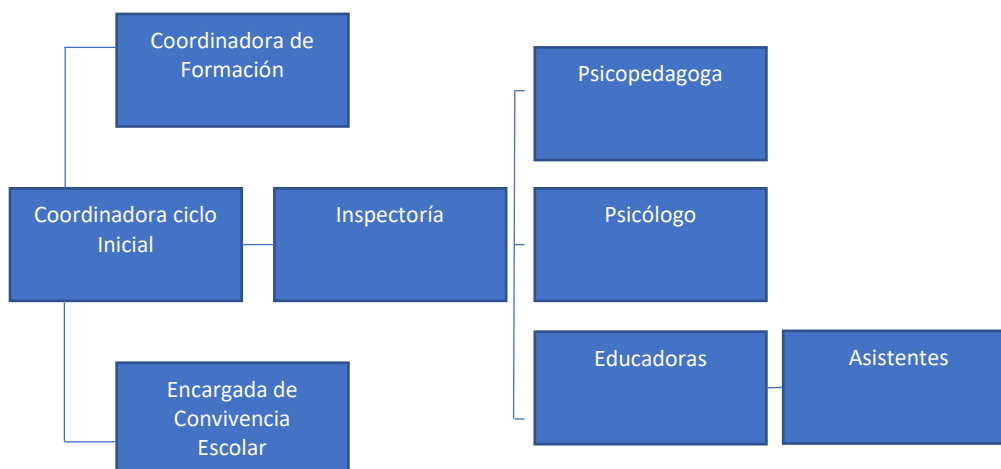 Coordinadora de
Formación
Psicopedagoga
Coordinadora ciclo
Inicial
Inspectoría
Psicólogo
Educadoras
Asistentes
Encargada de
Convivencia
Escolar